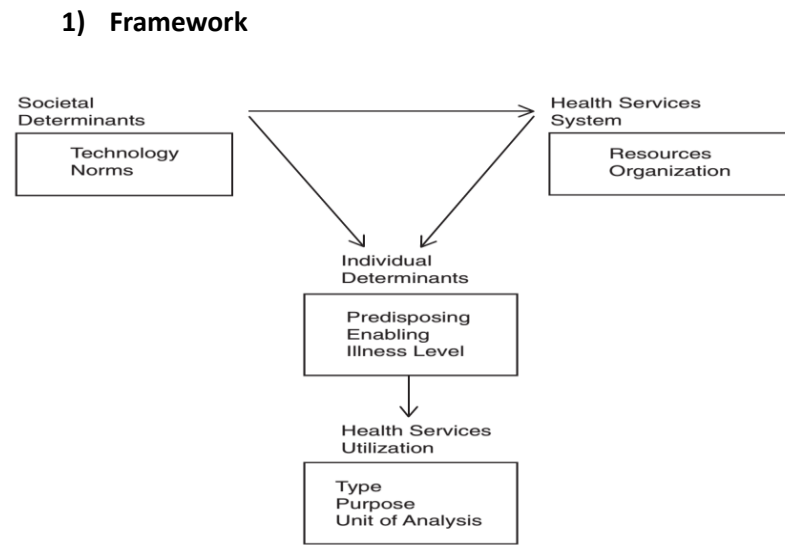 1) Framework
Societal
Determinants
Technology
Norms
Health Services
System
Resources
Organization
Individual
Determinants
Predisposing
Enabling
Illness Level
Health Services
Utilization
Type
Purpose
Unit of Analysis